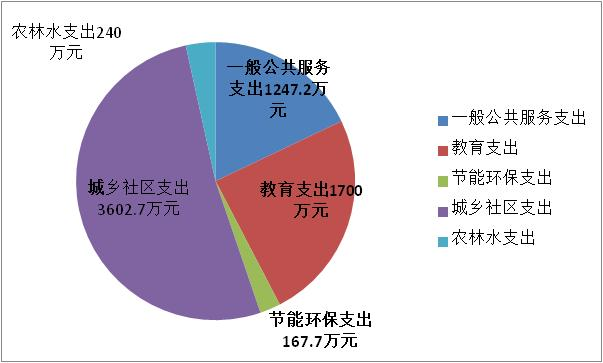 农林水支出240
万元
一般公共服务
支出1247.2万
元
城乡社区支出
3602.7万元
教育支出1700
万元
节能环保支出
167.7万元
一般公共服务支出
教育支出
节能环保支出
城乡社区支出
农林水支出